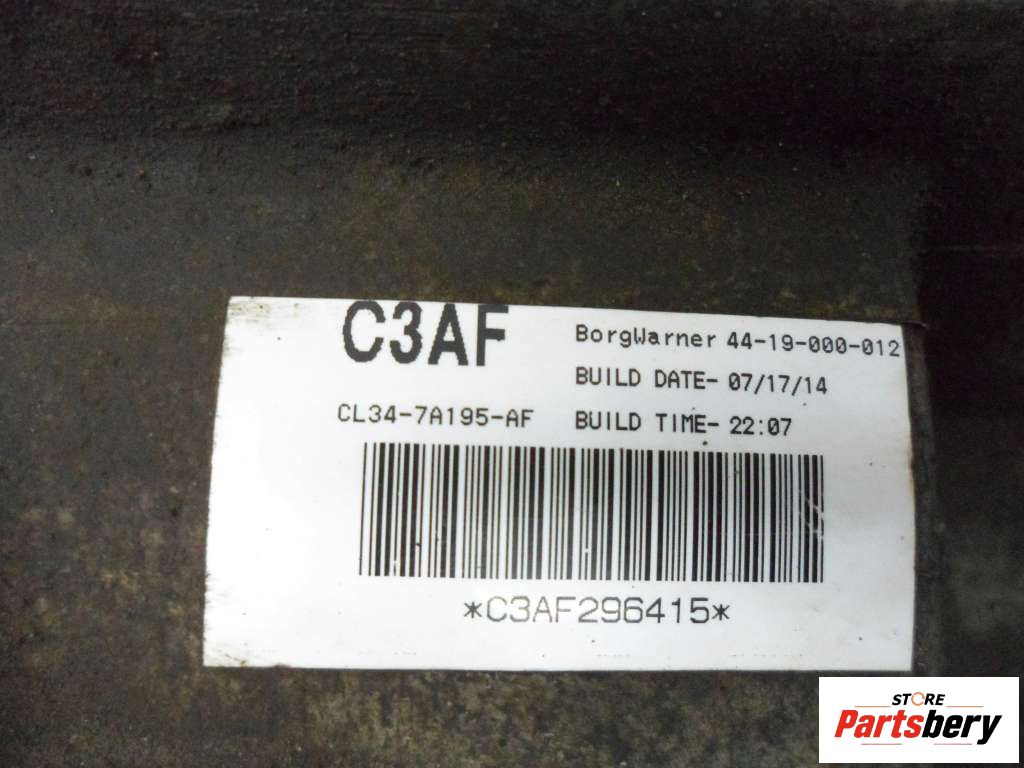 C3AF
BorgWarner 44-19-000-012
BUILD DATE- 07/17/14
CL34-7A195-AF
BUILD TIME- 22:07
*C3AF296415*
STORE
Partsbery